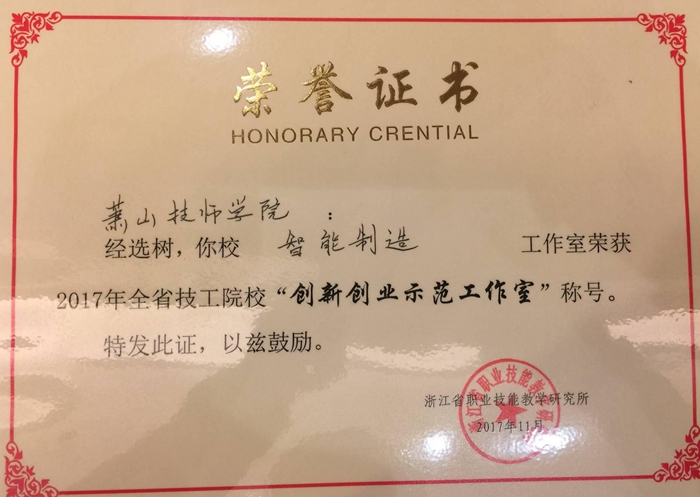 荣誉证书
HONORARY CRENTIAL
萧山技师学院：
经选树，你校 智能制造 工作室荣获
2017年全省技工院校“创新创业示范工作室”称号。
特发此证，以兹鼓励。
浙江省职业技能教学研究所
2017年11月